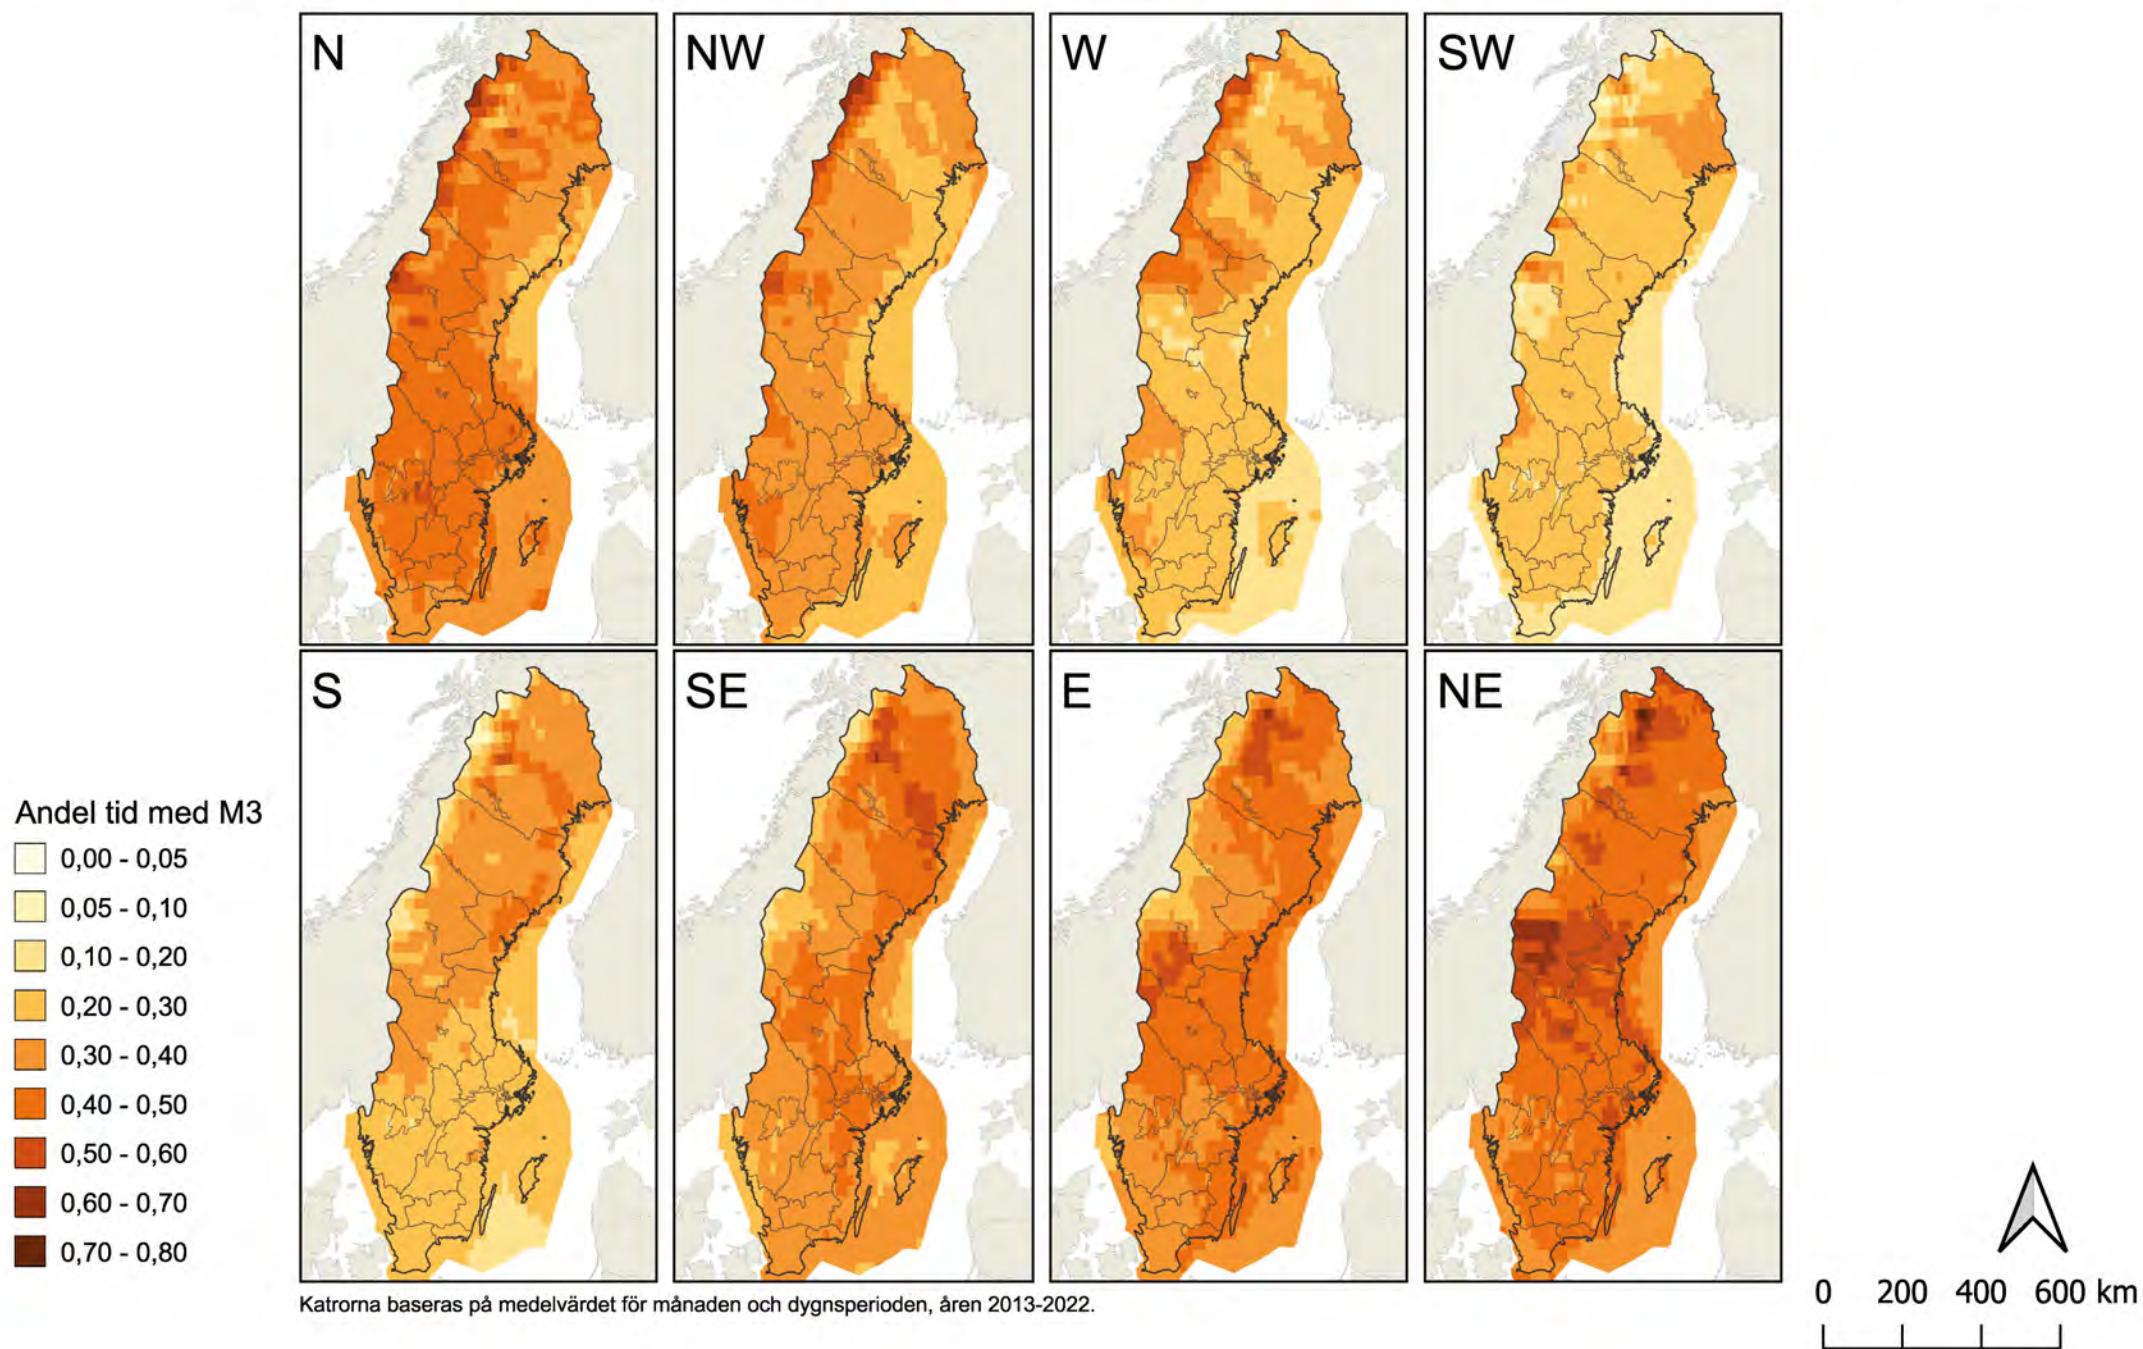 N
NW
W
SW
S
SE
E
NE
Andel tid med M3
0,00 - 0,05
0,05 - 0,10
0,10 - 0,20
0,20 - 0,30
0,30 - 0,40
0,40 - 0,50
0,50 - 0,60
0,60 - 0,70
0,70 - 0,80
Katrorna baseras på medelvärdet för månaden och dygnsperioden, åren 2013-2022.
0 200 400 600 km